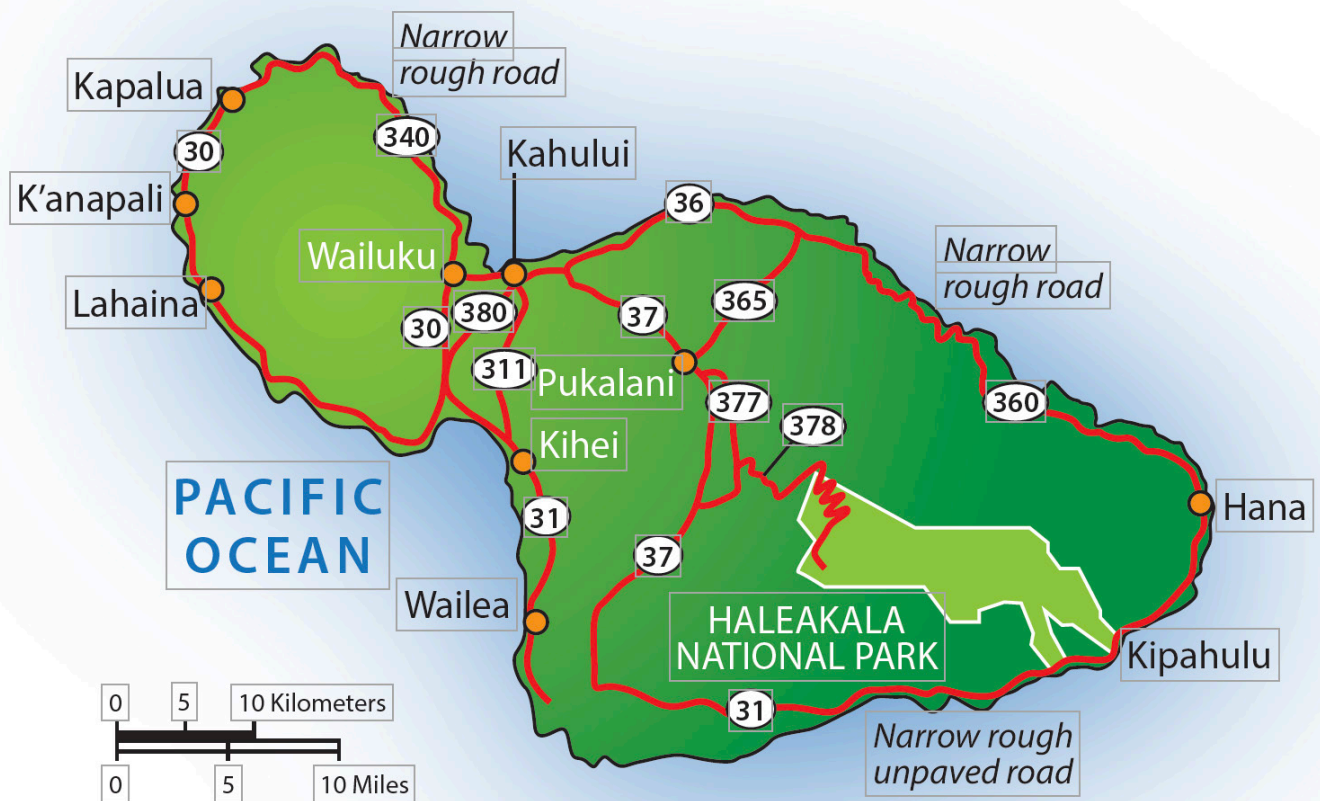 Narrow
rough road
Kapalua
340
30
Kahului
K'anapali
36
Wailuku
Narrow
rough road
Lahaina
380
37
365
30
311
Pukalani
377
360
378
Kihei
PACIFIC
OCEAN
31
Hana
37
Wailea
HALEAKALA
NATIONAL PARK
Kipahulu
0
5
10 Kilometers
31
Narrow rough
unpaved road
0
5
10 Miles